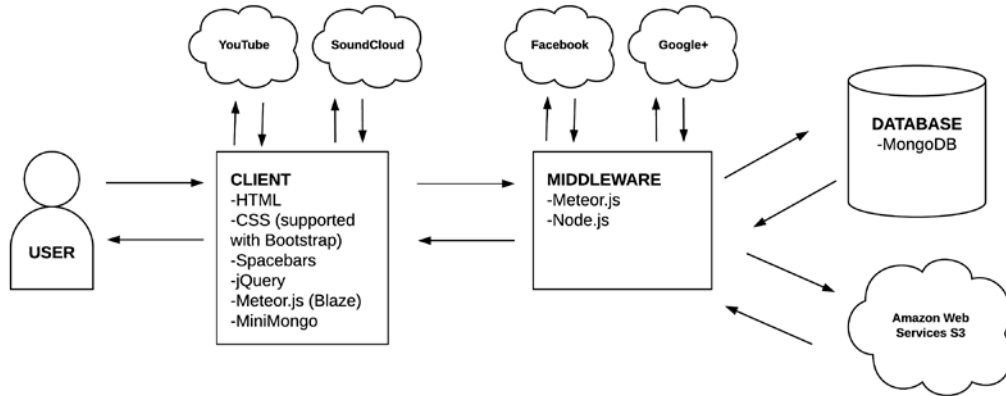 YouTube
SoundCloud
Facebook
Google+
USER
CLIENT
-HTML
-CSS (supported
with Bootstrap)
-Spacebars
-jQuery
-Meteor.js (Blaze)
-MiniMongo
MIDDLEWARE
-Meteor.js
-Node.js
DATABASE
-MongoDB
Amazon Web
Services S3